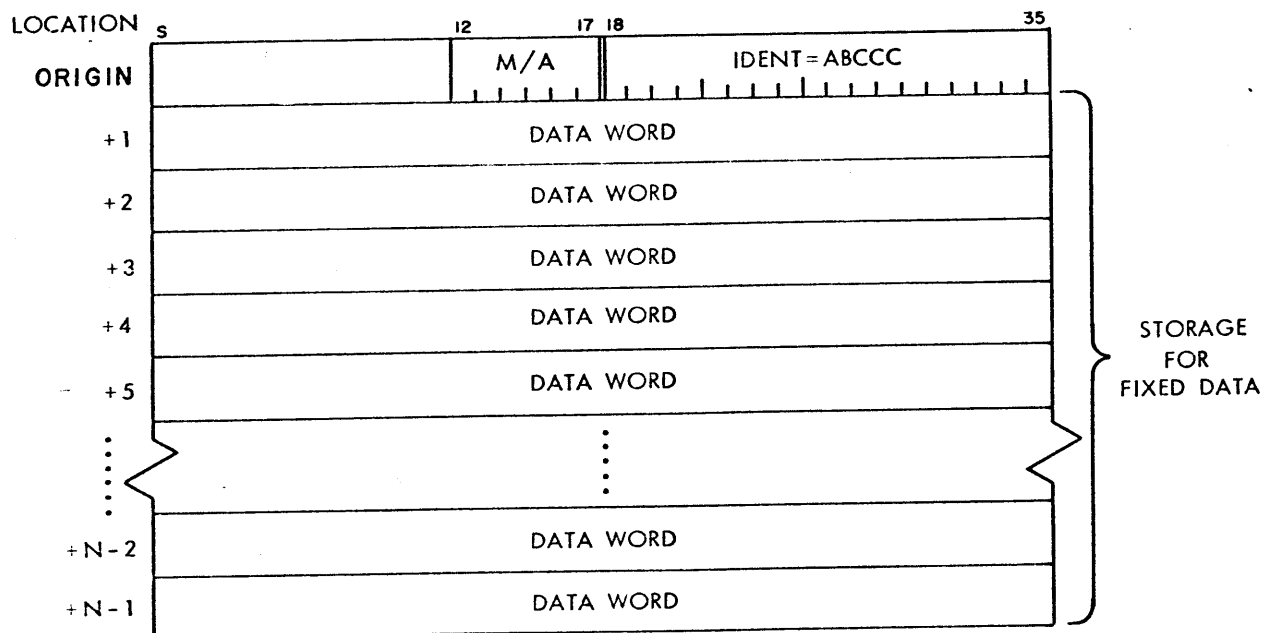 LOCATION S 12 17 18 35
ORIGIN M/A IDENT=ABCCC
+1 DATA WORD
+2 DATA WORD
+3 DATA WORD
+4 DATA WORD
+5 DATA WORD
STORAGE
FOR
FIXED DATA
+N-2 DATA WORD
+N-1 DATA WORD